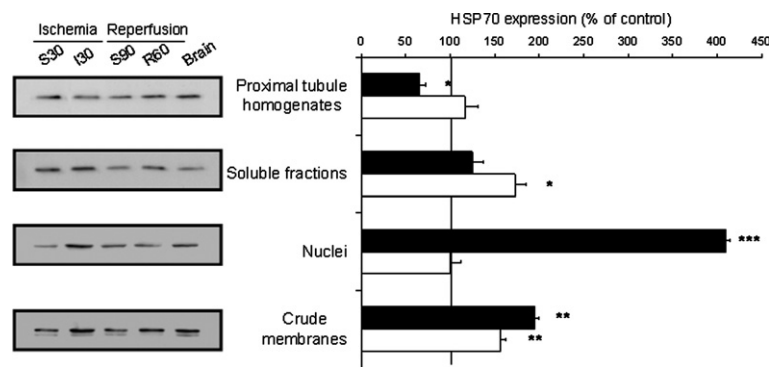 Ischemia Reperfusion
S30 I30 S90 R60 Brain
HSP70 expression (% of control)
0 50 100 150 200 250 300 350 400 450
Proximal tubule
homogenates
*
Soluble fractions
*
Nuclei
***
Crude
membranes
**
**